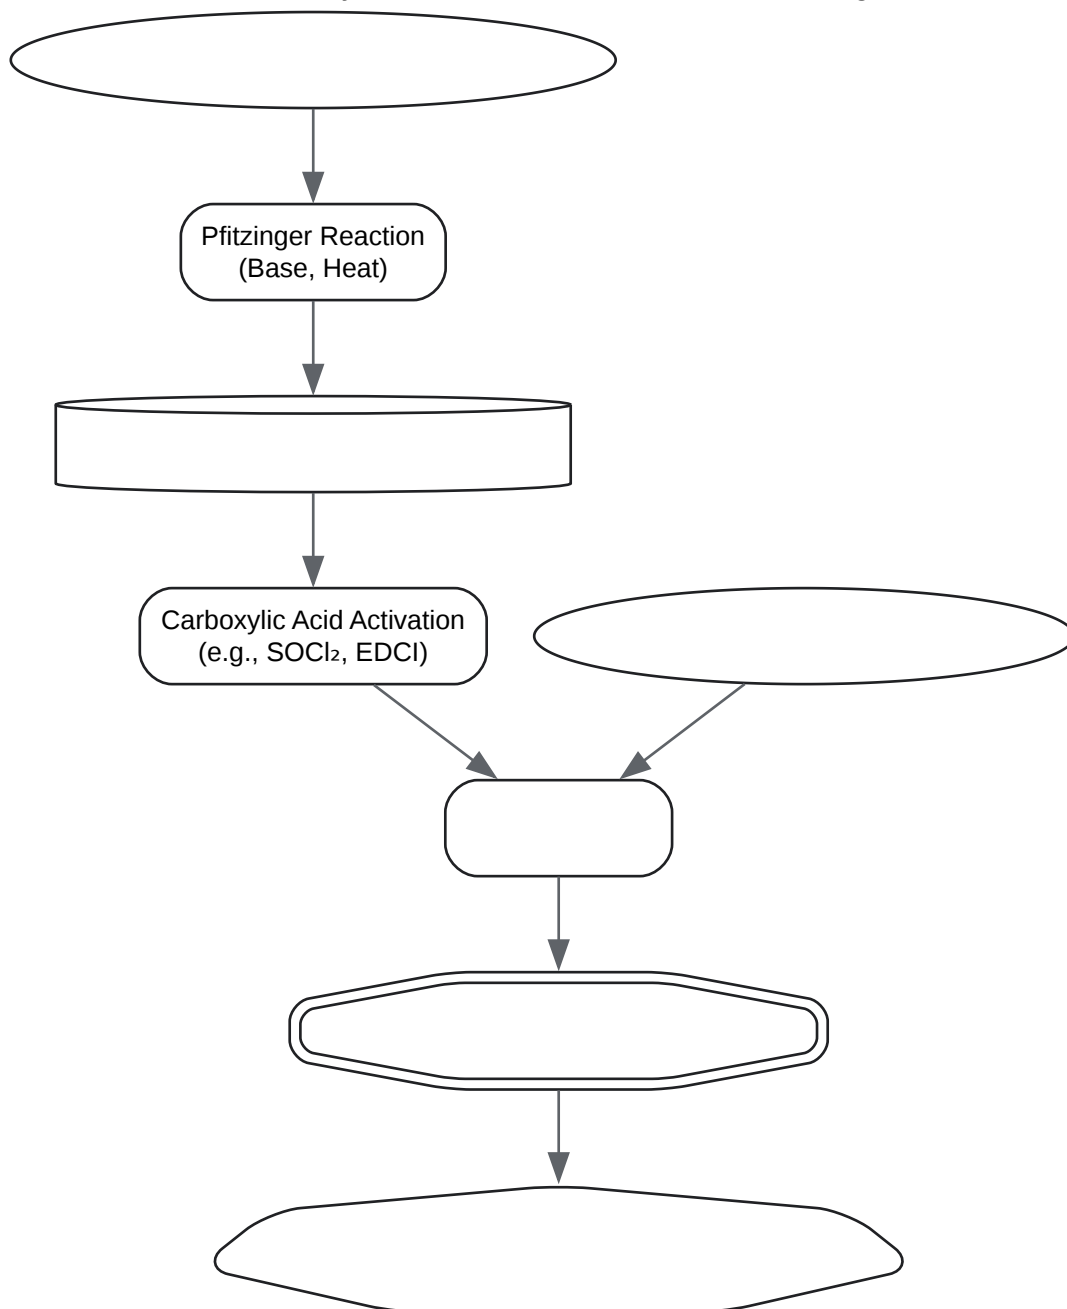 Pfitzinger Reaction
(Base, Heat)
Carboxylic Acid Activation
(e.g., SOCl₂, EDCI)